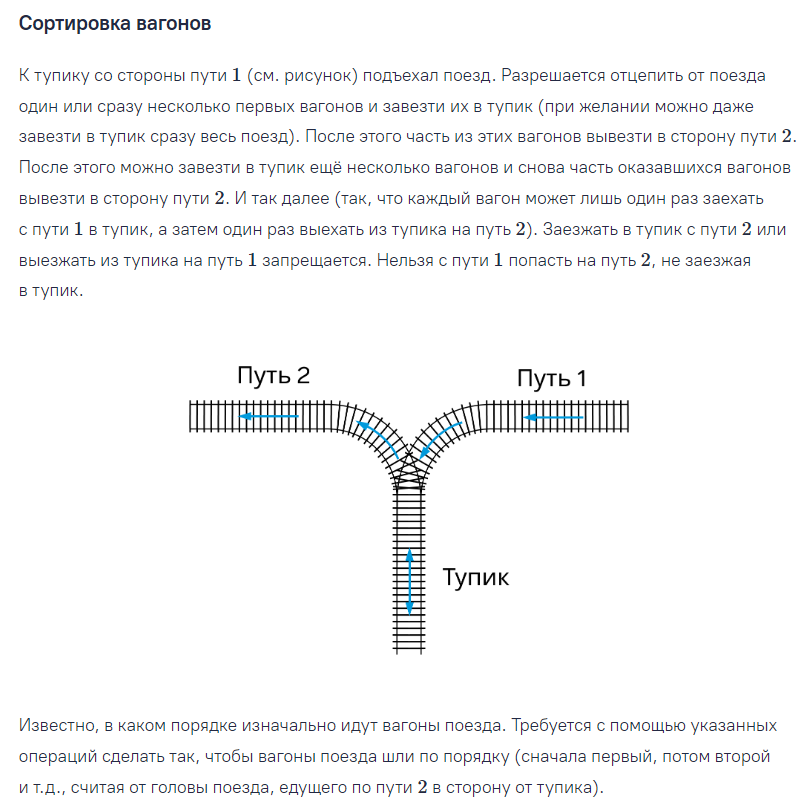 Сортировка вагонов
К тупику со стороны пути 1 (см. рисунок) подъехал поезд. Разрешается отцепить от поезда
один или сразу несколько первых вагонов и завезти их в тупик (при желании можно даже
завезти в тупик сразу весь поезд). После этого часть из этих вагонов вывезти в сторону пути 2.
После этого можно завезти в тупик ещё несколько вагонов и снова часть оказавшихся вагонов
вывезти в сторону пути 2. И так далее (так, что каждый вагон может лишь один раз заехать
с пути 1 в тупик, а затем один раз выехать из тупика на путь 2). Заезжать в тупик с пути 2 или
выезжать из тупика на путь 1 запрещается. Нельзя с пути 1 попасть на путь 2, не заезжая
в тупик.
Путь 2
Путь 1
Тупик
Известно, в каком порядке изначально идут вагоны поезда. Требуется с помощью указанных
операций сделать так, чтобы вагоны поезда шли по порядку (сначала первый, потом второй
и т.д., считая от головы поезда, едущего по пути 2 в сторону от тупика).